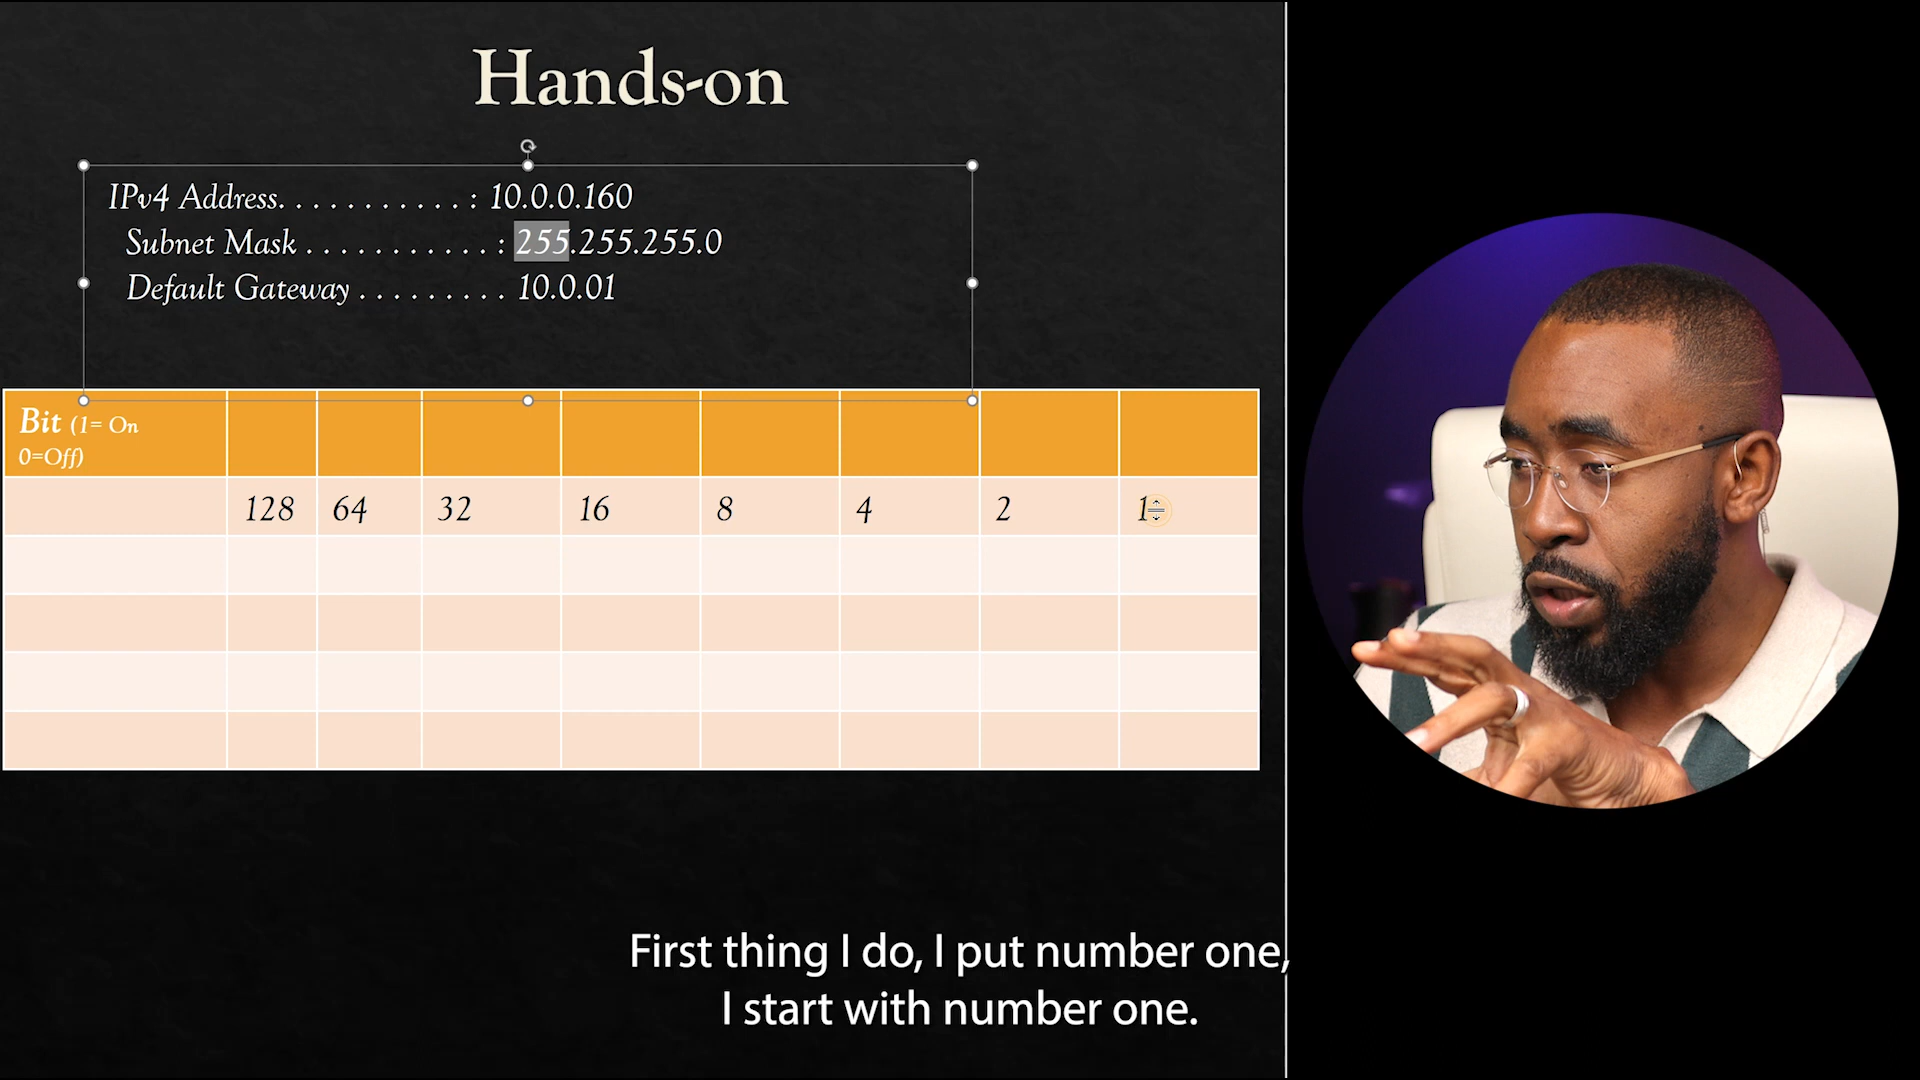 Hands-on
IPv4 Address. . . . . . . . . . . : 10.0.0.160
Subnet Mask . . . . . . . . . . . : 255.255.255.0
Default Gateway . . . . . . . . . 10.0.01
Bit (1= On
0=Off)
128 64 32 16 8 4 2 1
First thing I do, I put number one,
I start with number one.